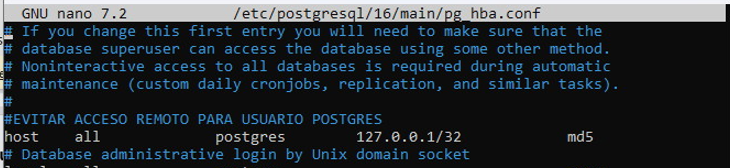 GNU nano 7.2 /etc/postgresql/16/main/pg_hba.conf
# If you change this first entry you will need to make sure that the
# database superuser can access the database using some other method.
# Noninteractive access to all databases is required during automatic
# maintenance (custom daily cronjobs, replication, and similar tasks).
#
#EVITAR ACCESO REMOTO PARA USUARIO POSTGRES
host all postgres 127.0.0.1/32 md5
# Database administrative login by Unix domain socket